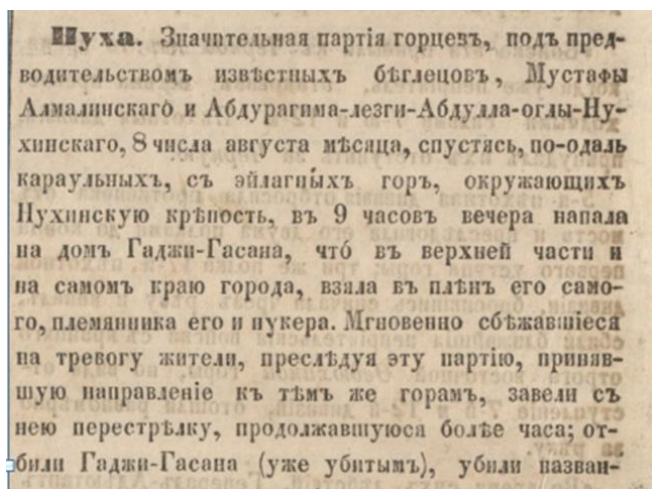 Нуха. Значительная партія горцевъ, подъ пред-
водительствомъ извѣстныхъ бѣглецовъ, Мустафы
Алмалинскаго и Абдурагима-лезги-Абдулла-оглы-Ну-
хинскаго, 8 числа августа мѣсяца, спустясь, по-одаль
караульныхъ, съ эйлагны́хъ горъ, окружающихъ
Нухинскую крѣпость, въ 9 часовъ вечера напала
на домъ Гаджи-Гасана, что́ въ верхней части и
на самомъ краю города, взяла въ плѣнъ его само-
го, племянника его и нукера. Мгновенно сбѣжавшіеся
на тревогу жители, преслѣдуя эту партію, приняв-
шую направленіе къ тѣмъ же горамъ, завели съ
нею перестрѣлку, продолжавшуюся болѣе часа; от-
били Гаджи-Гасана (уже убитымъ), убили назван-